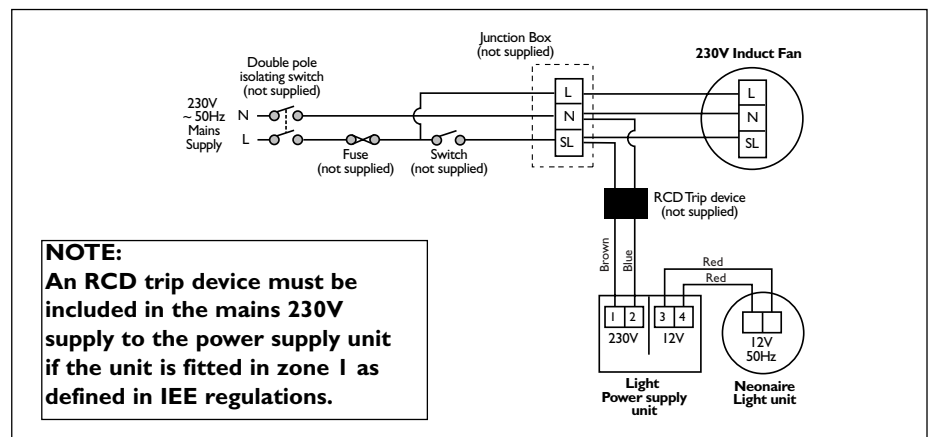 Junction Box
(not supplied)
230V Induct Fan
Double pole
isolating switch
(not supplied)
230V
~ 50Hz
Mains
Supply
N
L
Fuse
(not supplied)
Switch
(not supplied)
L
N
SL
L
N
SL
RCD Trip device
(not supplied)
Brown
Blue
Red
Red
1 2
230V
3 4
12V
12V
50Hz
Light
Power supply
unit
Neonaire
Light unit
NOTE:
An RCD trip device must be
included in the mains 230V
supply to the power supply unit
if the unit is fitted in zone 1 as
defined in IEE regulations.